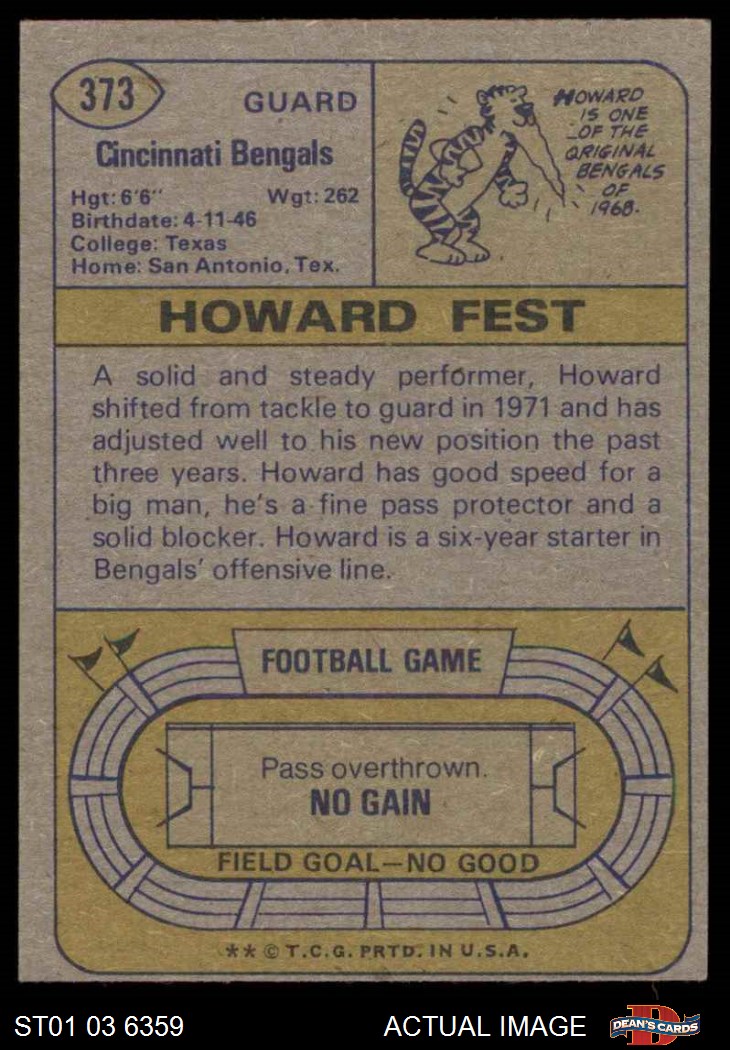 373
GUARD
Cincinnati Bengals
Hgt: 6'6" Wgt: 262
Birthdate: 4-11-46
College: Texas
Home: San Antonio, Tex.
HOWARD
IS ONE
OF THE
ORIGINAL
BENGALS
OF
1968.
HOWARD FEST
A solid and steady performer, Howard
shifted from tackle to guard in 1971 and has
adjusted well to his new position the past
three years. Howard has good speed for a
big man, he's a fine pass protector and a
solid blocker. Howard is a six-year starter in
Bengals' offensive line.
FOOTBALL GAME
Pass overthrown.
NO GAIN
FIELD GOAL—NO GOOD
** © T.C.G. PRTD. IN U.S.A.
ST01 03 6359 ACTUAL IMAGE
D
DEAN'S CARDS